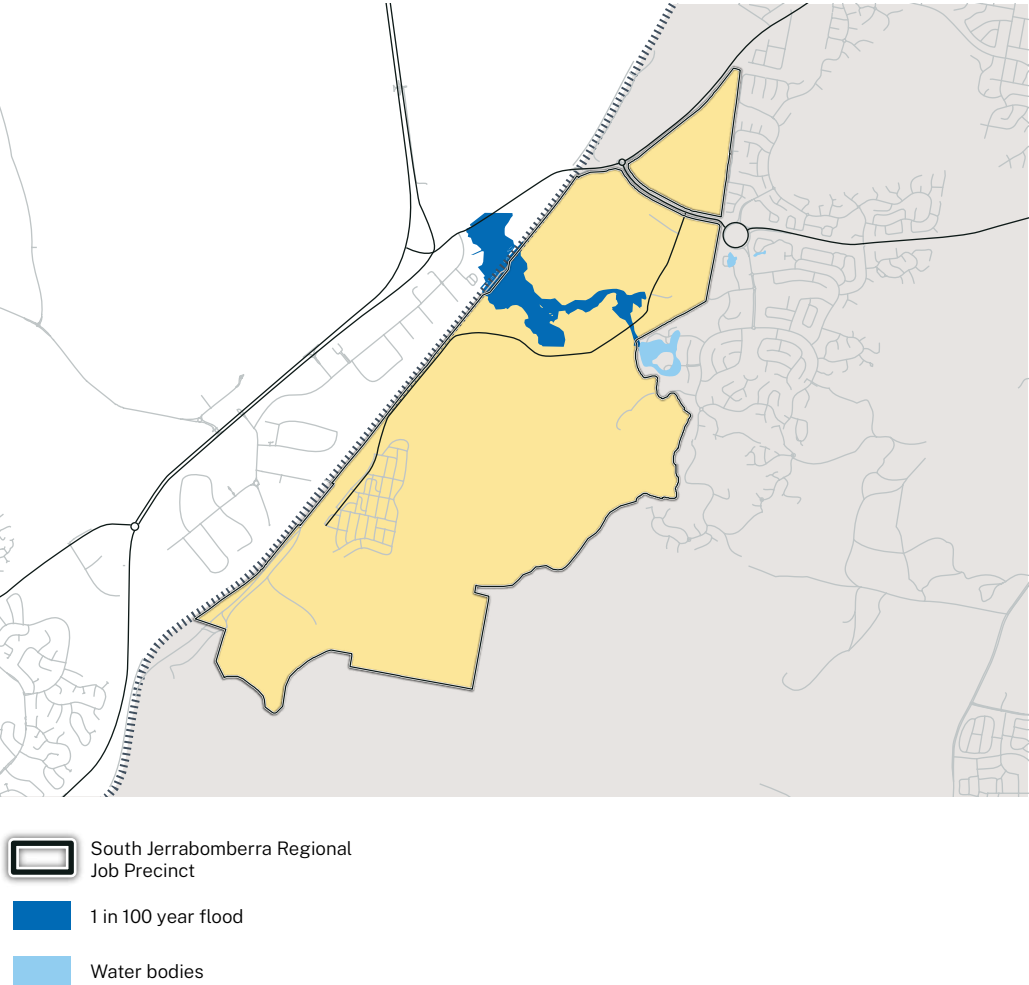 South Jerrabomberra Regional
Job Precinct
1 in 100 year flood
Water bodies